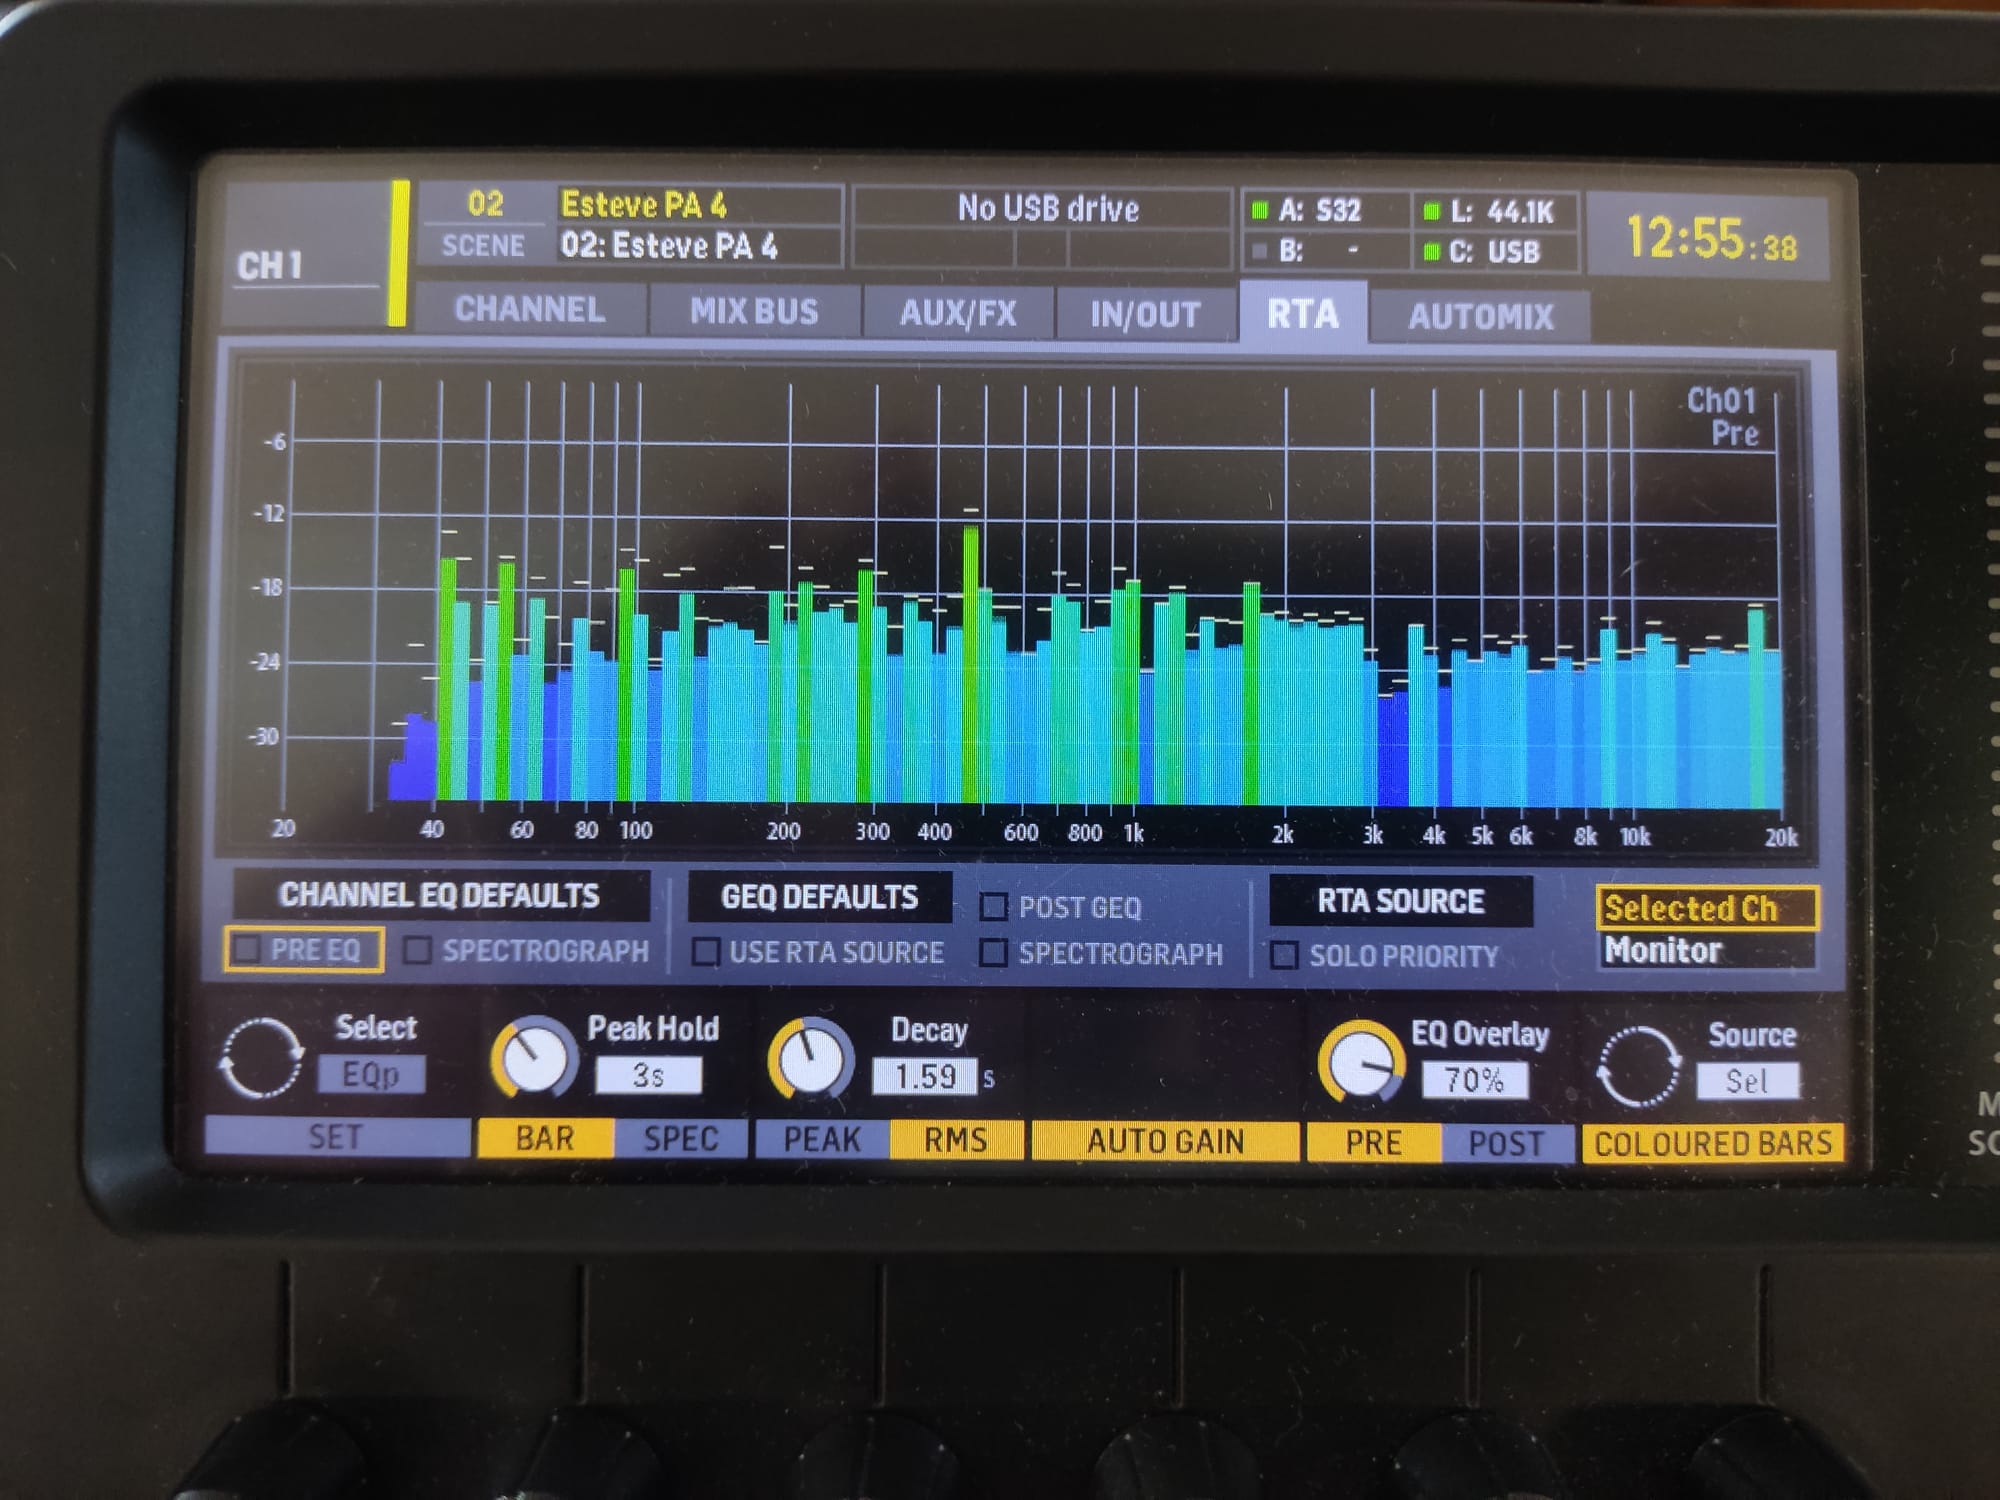 CH 1
02
SCENE
Esteve PA 4
02: Esteve PA 4
No USB drive
A: S32
L: 44.1K
B: -
C: USB
12:55:38
CHANNEL
MIX BUS
AUX/FX
IN/OUT
RTA
AUTOMIX
Ch01
Pre
-6
-12
-18
-24
-30
20 40 60 80 100 200 300 400 600 800 1k 2k 3k 4k 5k 6k 8k 10k 20k
CHANNEL EQ DEFAULTS
PRE EQ
SPECTROGRAPH
GEQ DEFAULTS
POST GEQ
USE RTA SOURCE
SPECTROGRAPH
RTA SOURCE
SOLO PRIORITY
Selected Ch
Monitor
Select
EQp
Peak Hold
3s
Decay
1.59 s
EQ Overlay
70%
Source
Sel
SET
BAR
SPEC
PEAK
RMS
AUTO GAIN
PRE
POST
COLOURED BARS